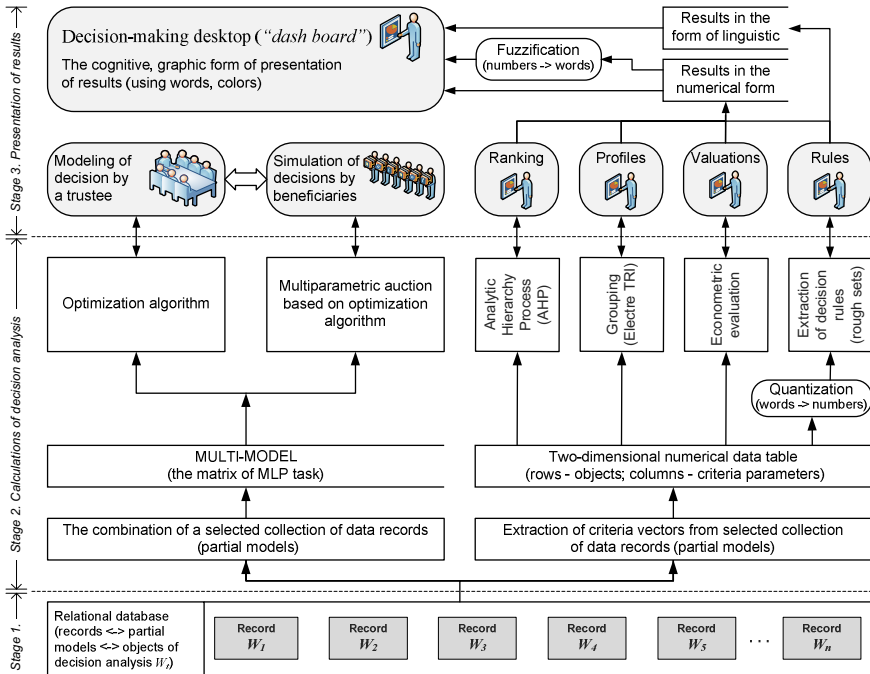 Stage 3. Presentation of results
Decision-making desktop (“dash board”)
The cognitive, graphic form of presentation
of results (using words, colors)
Fuzzification
(numbers -> words)
Results in the
form of linguistic
Results in the
numerical form
Modeling of
decision by
a trustee
Simulation of
decisions by
beneficiaries
Ranking
Profiles
Valuations
Rules
Stage 2. Calculations of decision analysis
Optimization algorithm
Multiparametric auction
based on optimization
algorithm
Analytic
Hierarchy
Process
(AHP)
Grouping
(Electre TRI)
Econometric
evaluation
Extraction
of decision
rules
(rough sets)
Quantization
(words -> numbers)
MULTI-MODEL
(the matrix of MLP task)
Two-dimensional numerical data table
(rows - objects; columns - criteria parameters)
The combination of a selected collection of data records
(partial models)
Extraction of criteria vectors from selected collection
of data records (partial models)
Stage 1.
Relational database
(records <-> partial
models <-> objects of
decision analysis Wᵢ)
Record
W1
Record
W2
Record
W3
Record
W4
Record
W5
. . .
Record
Wn